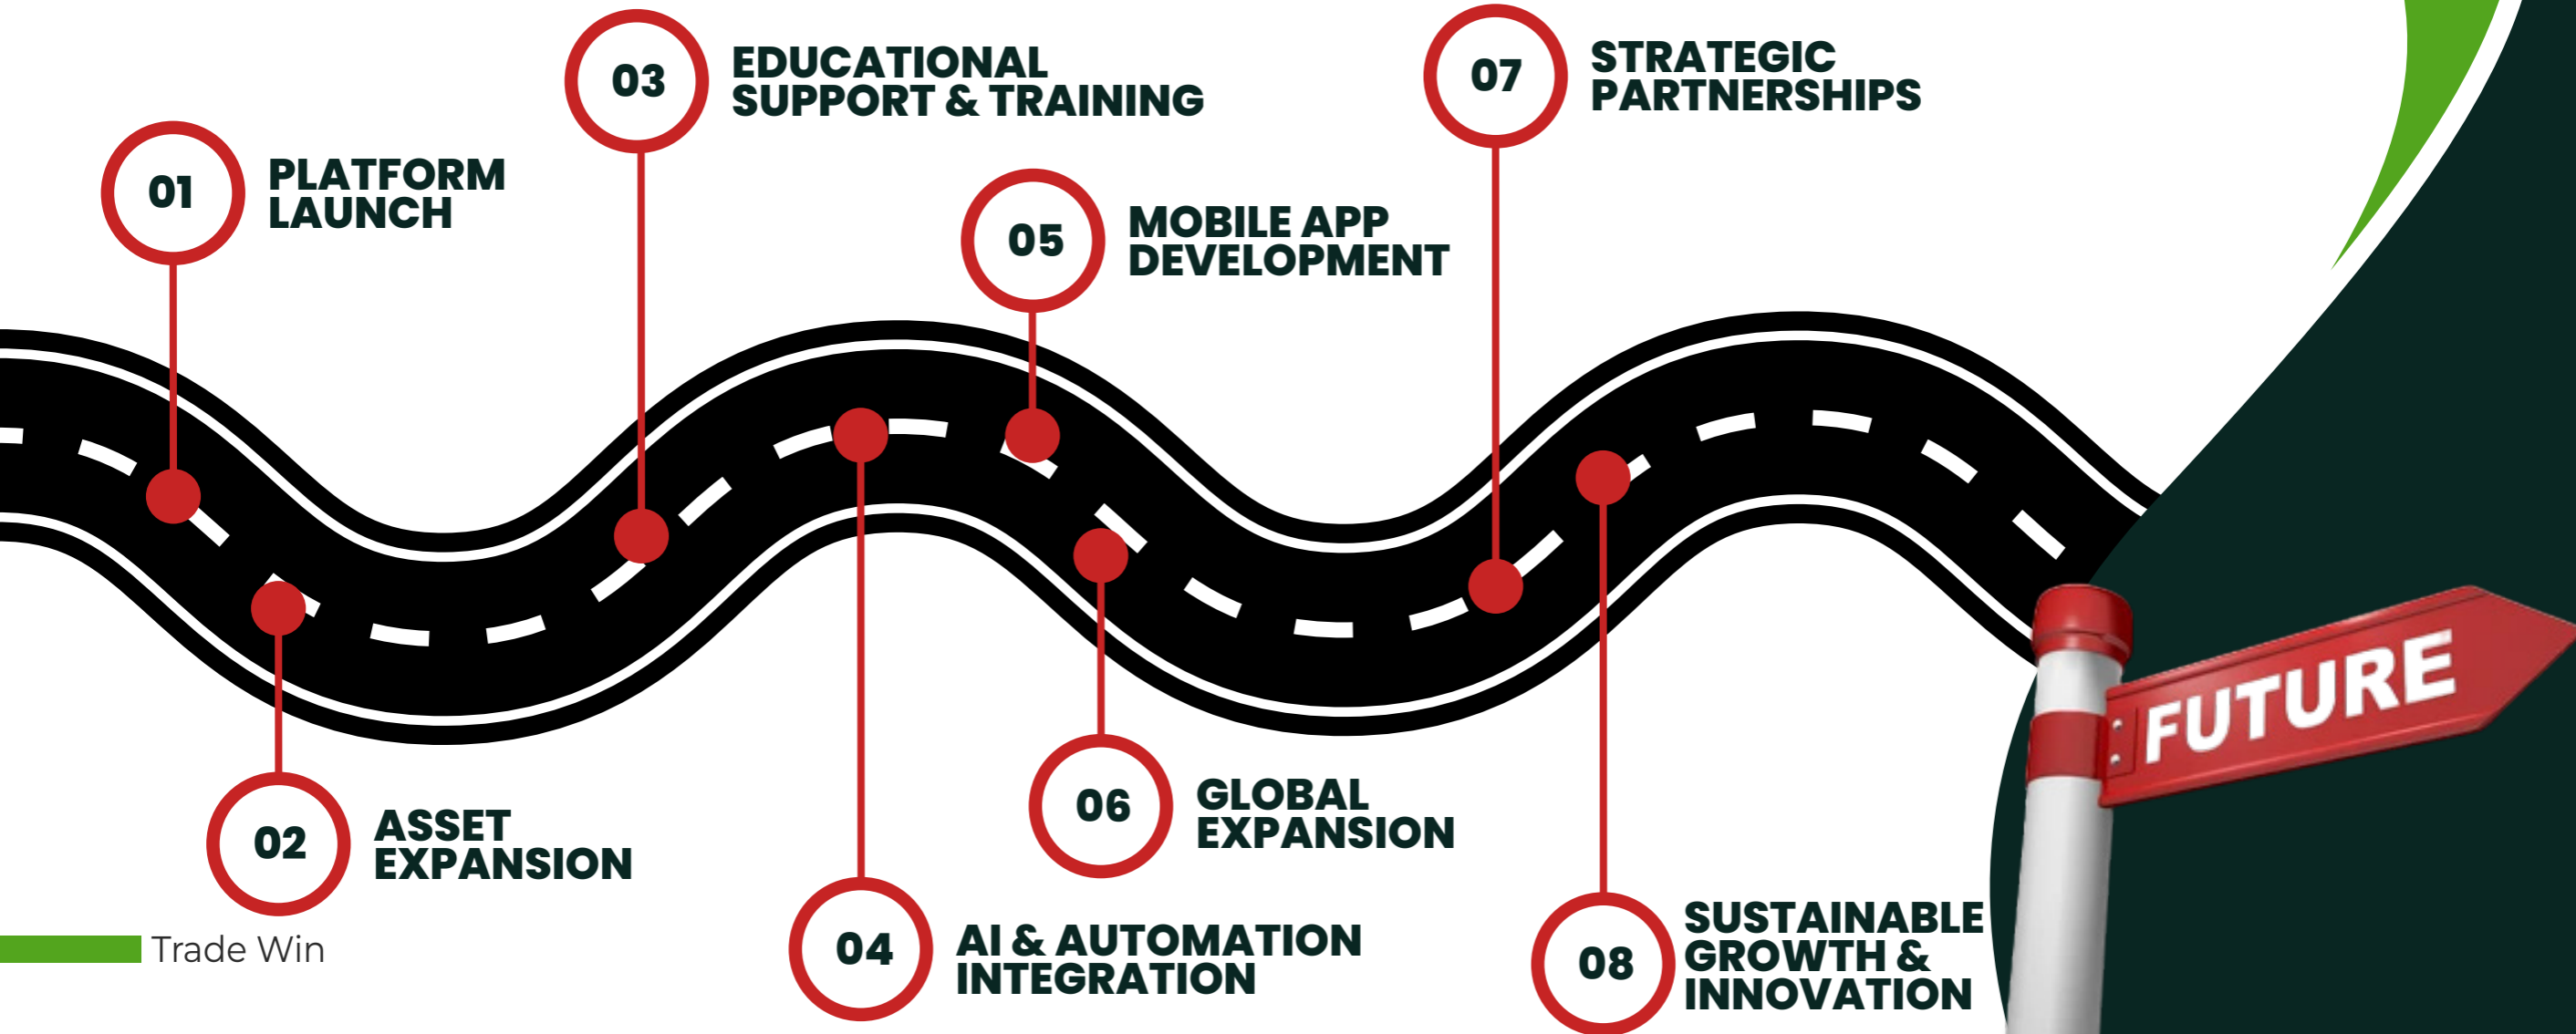 01
PLATFORM
LAUNCH
02
ASSET
EXPANSION
03
EDUCATIONAL
SUPPORT & TRAINING
04
AI & AUTOMATION
INTEGRATION
05
MOBILE APP
DEVELOPMENT
06
GLOBAL
EXPANSION
07
STRATEGIC
PARTNERSHIPS
08
SUSTAINABLE
GROWTH &
INNOVATION
FUTURE
Trade Win